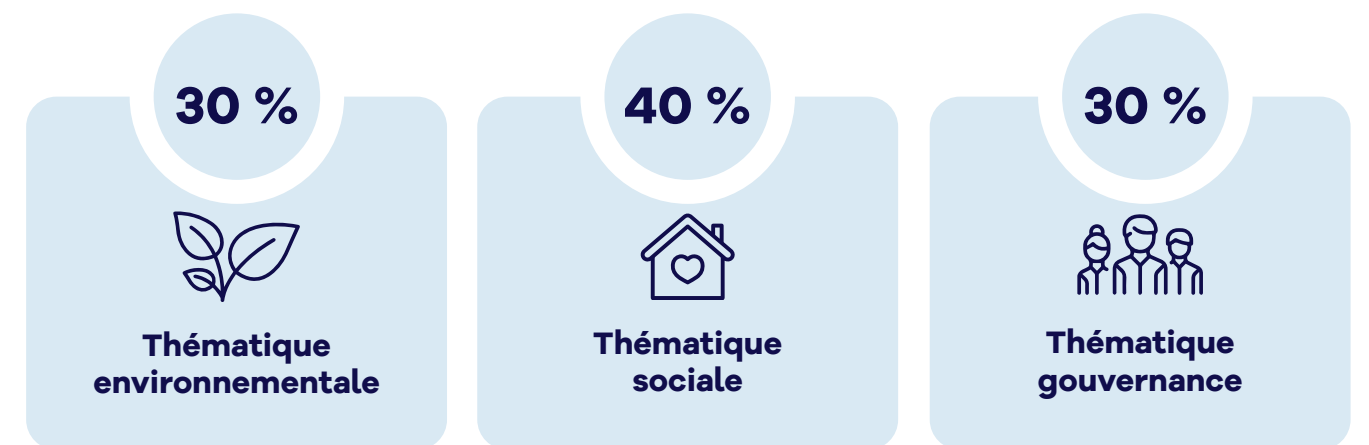 30 %
Thématique
environnementale
40 %
Thématique
sociale
30 %
Thématique
gouvernance